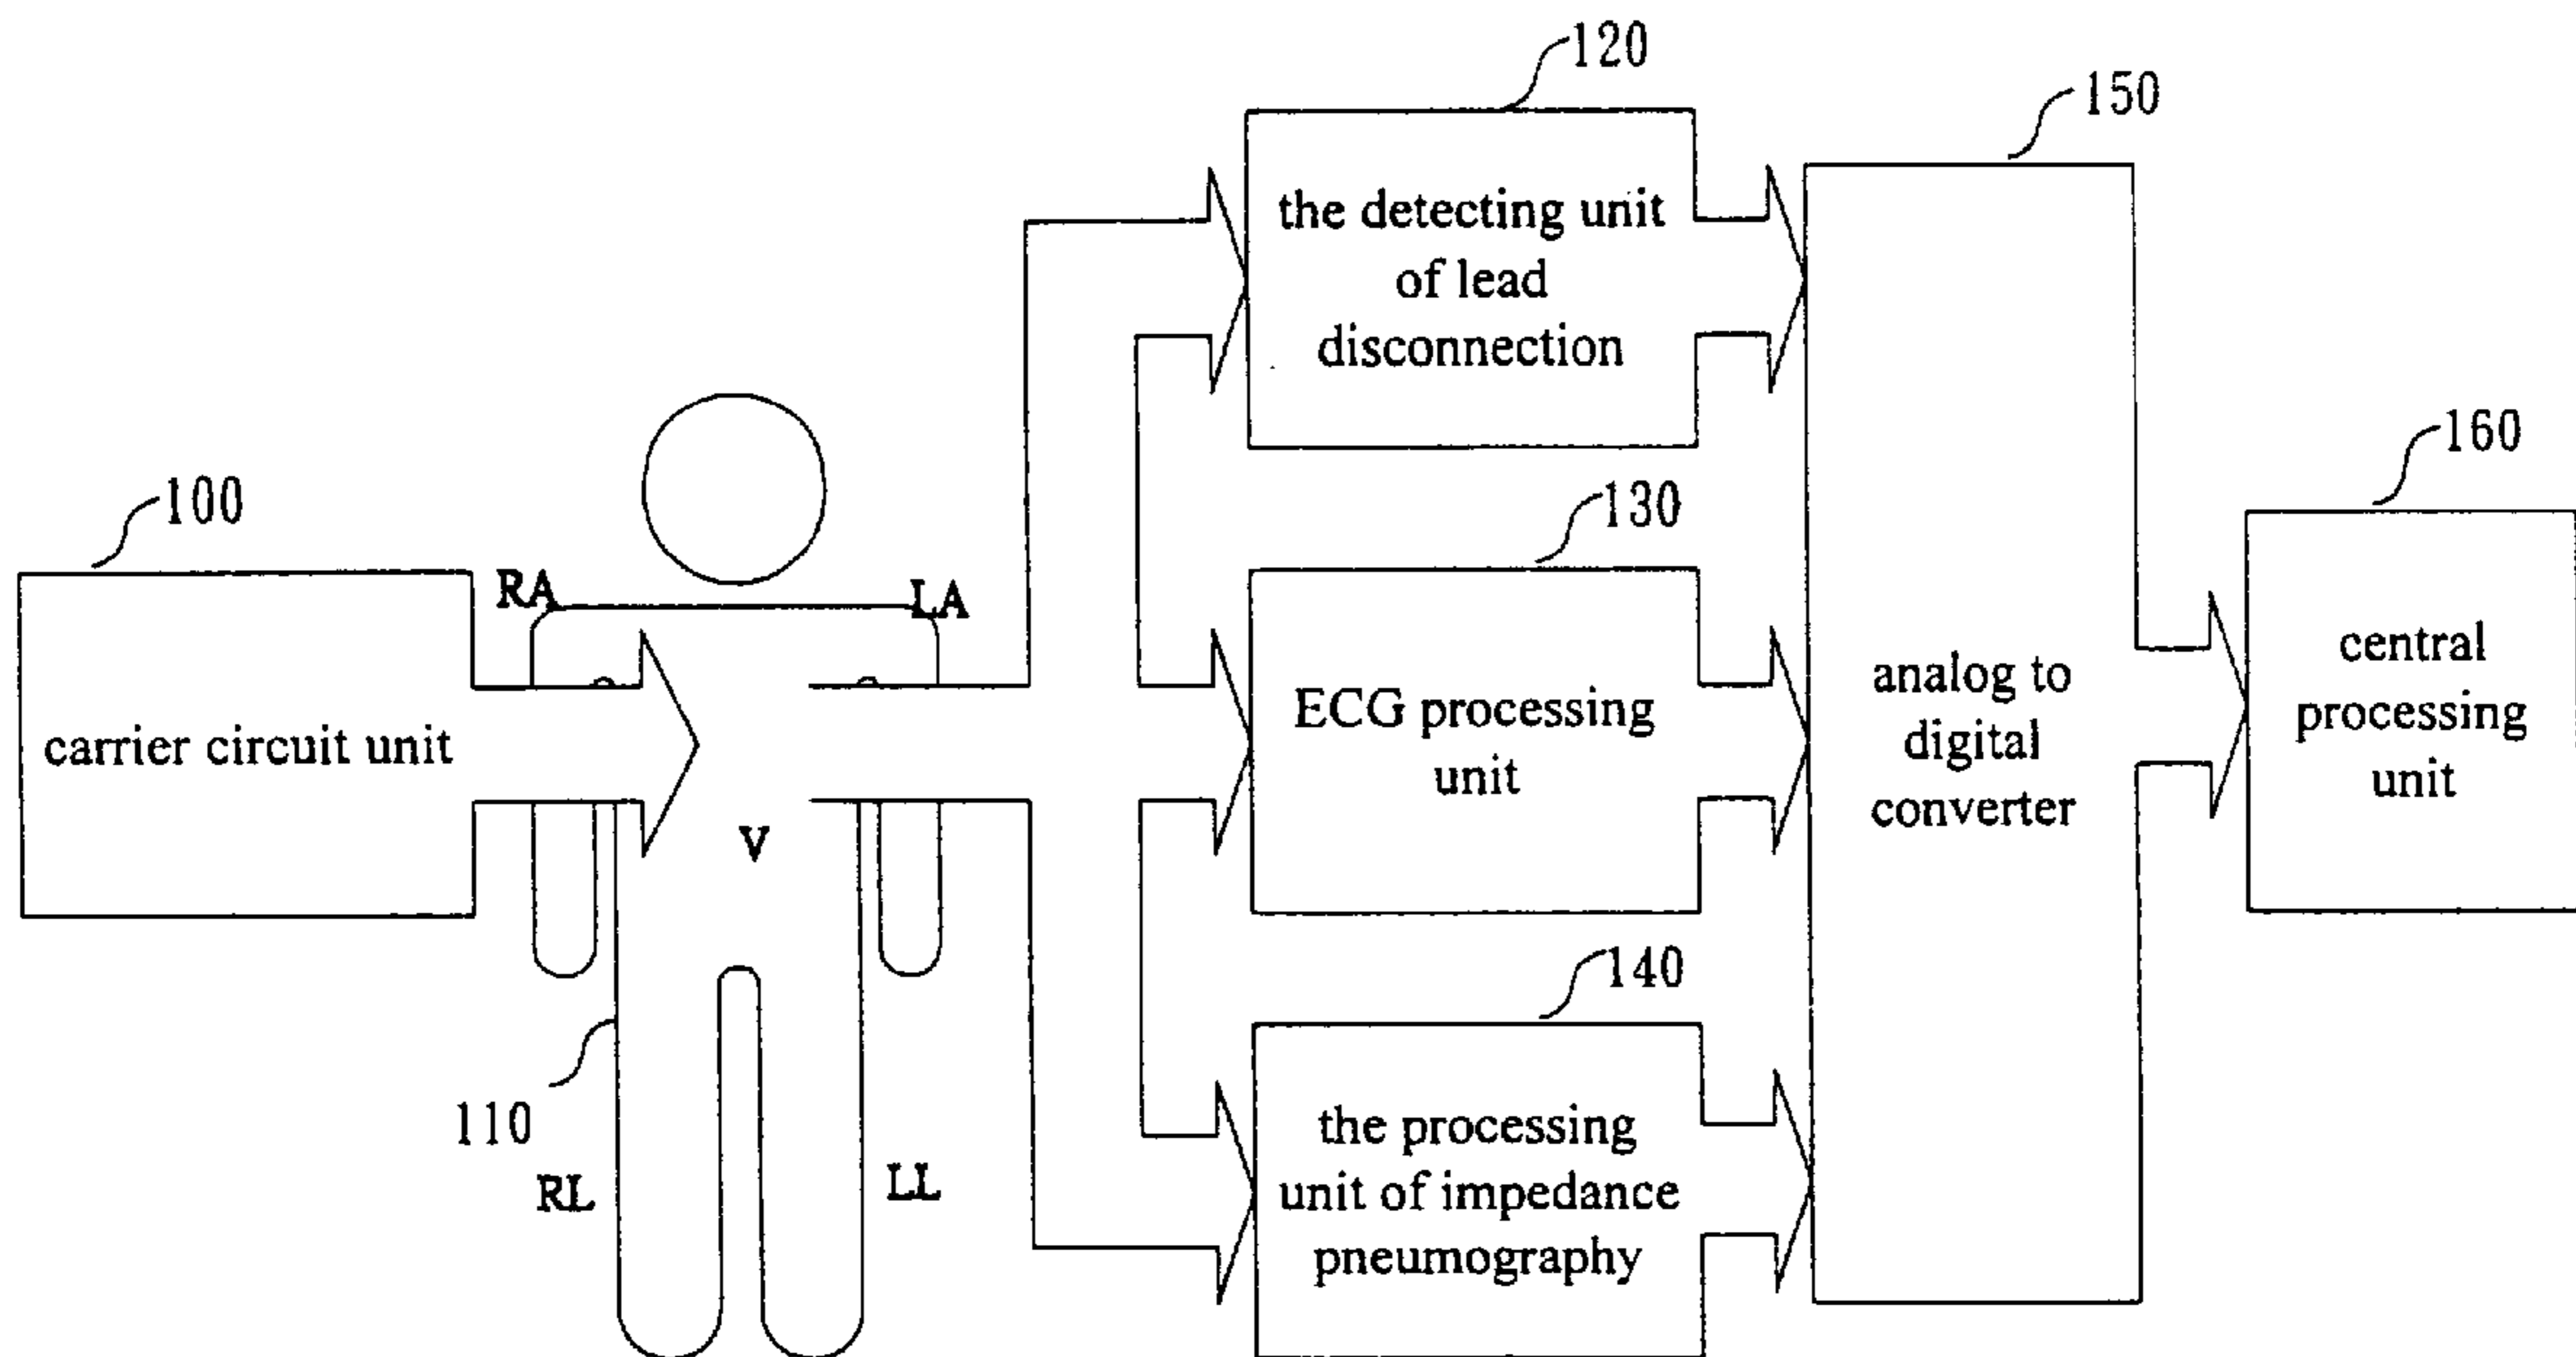 120
150
the detecting unit
of lead
disconnection
160
100
130
RA
LA
carrier circuit unit
ECG processing
unit
analog to
digital
converter
central
processing
unit
V
140
110
RL
LL
the processing
unit of impedance
pneumography